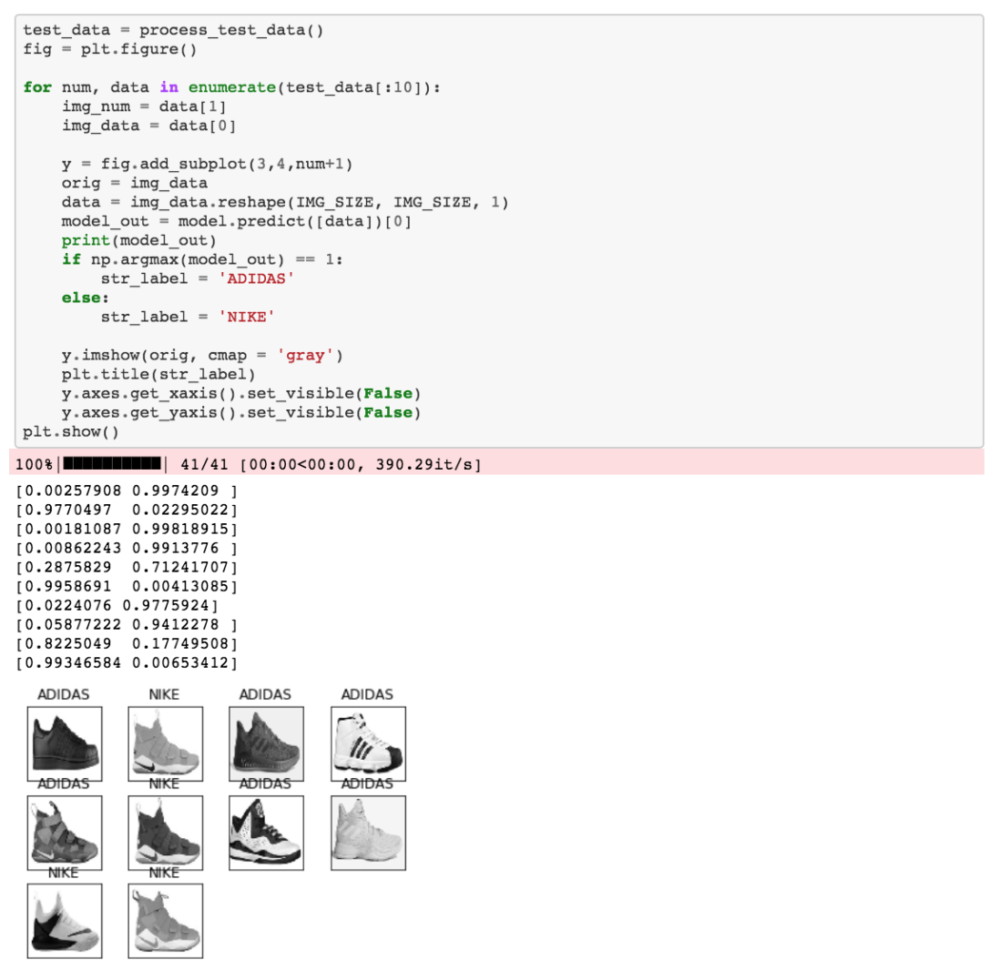 test_data = process_test_data()
fig = plt.figure()
for num, data in enumerate(test_data[:10]):
    img_num = data[1]
    img_data = data[0]
    y = fig.add_subplot(3,4,num+1)
    orig = img_data
    data = img_data.reshape(IMG_SIZE, IMG_SIZE, 1)
    model_out = model.predict([data])[0]
    print(model_out)
    if np.argmax(model_out) == 1:
        str_label = 'ADIDAS'
    else:
        str_label = 'NIKE'
    y.imshow(orig, cmap = 'gray')
    plt.title(str_label)
    y.axes.get_xaxis().set_visible(False)
    y.axes.get_yaxis().set_visible(False)
plt.show()
100%|██████████| 41/41 [00:00<00:00, 390.29it/s]
[0.00257908 0.9974209 ]
[0.9770497  0.02295022]
[0.00181087 0.99818915]
[0.00862243 0.9913776 ]
[0.2875829  0.71241707]
[0.9958691  0.00413085]
[0.0224076 0.9775924]
[0.05877222 0.9412278 ]
[0.8225049  0.17749508]
[0.99346584 0.00653412]
ADIDAS NIKE ADIDAS ADIDAS
ADIDAS NIKE ADIDAS ADIDAS
NIKE NIKE